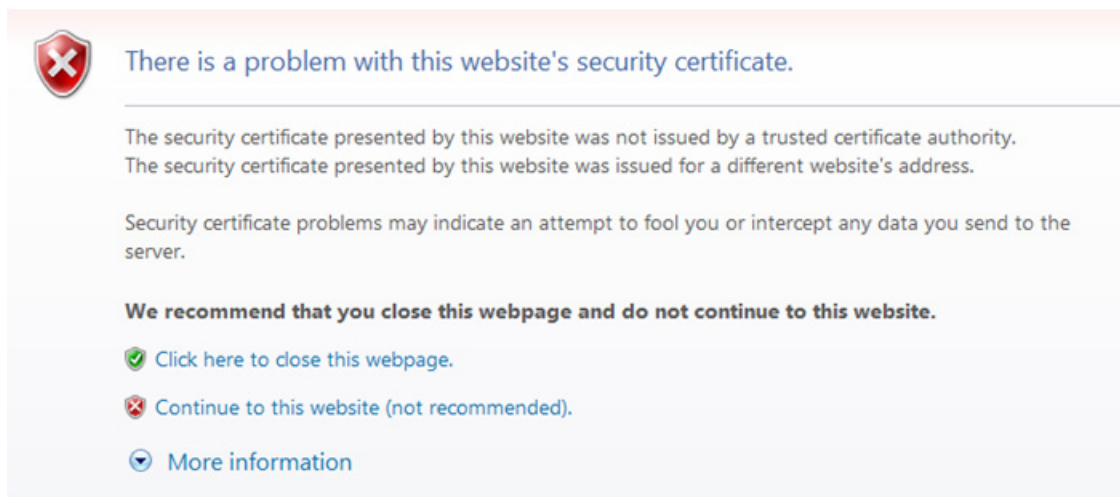 There is a problem with this website's security certificate.
The security certificate presented by this website was not issued by a trusted certificate authority.
The security certificate presented by this website was issued for a different website's address.
Security certificate problems may indicate an attempt to fool you or intercept any data you send to the
server.
We recommend that you close this webpage and do not continue to this website.
Click here to close this webpage.
Continue to this website (not recommended).
More information